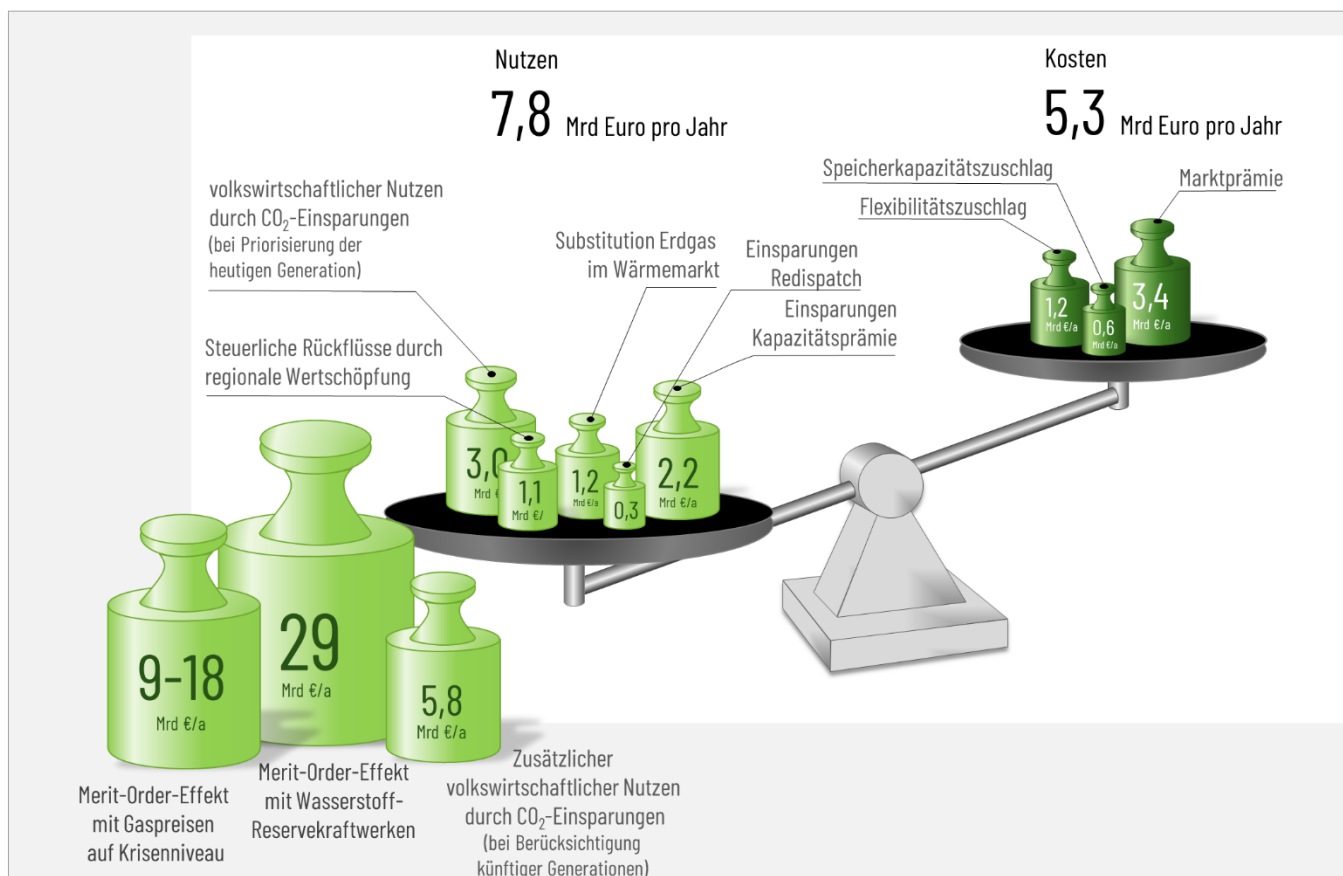 Nutzen
7,8 Mrd Euro pro Jahr
Kosten
5,3 Mrd Euro pro Jahr
volkswirtschaftlicher Nutzen
durch CO₂-Einsparungen
(bei Priorisierung der
heutigen Generation)
Steuerliche Rückflüsse durch
regionale Wertschöpfung
Substitution Erdgas
im Wärmemarkt
Einsparungen
Redispatch
Einsparungen
Kapazitätsprämie
Speicherkapazitätszuschlag
Flexibilitätszuschlag
Marktprämie
3,0
Mrd €
1,1
Mrd €/
1,2
Mrd €/a
0,3
2,2
Mrd €/a
1,2
Mrd €/a
0,6
Mrd €/a
3,4
Mrd €/a
9-18
Mrd €/a
29
Mrd €/a
5,8
Mrd €/a
Merit-Order-Effekt
mit Gaspreisen
auf Krisenniveau
Merit-Order-Effekt
mit Wasserstoff-
Reservekraftwerken
Zusätzlicher
volkswirtschaftlicher Nutzen
durch CO₂-Einsparungen
(bei Berücksichtigung
künftiger Generationen)